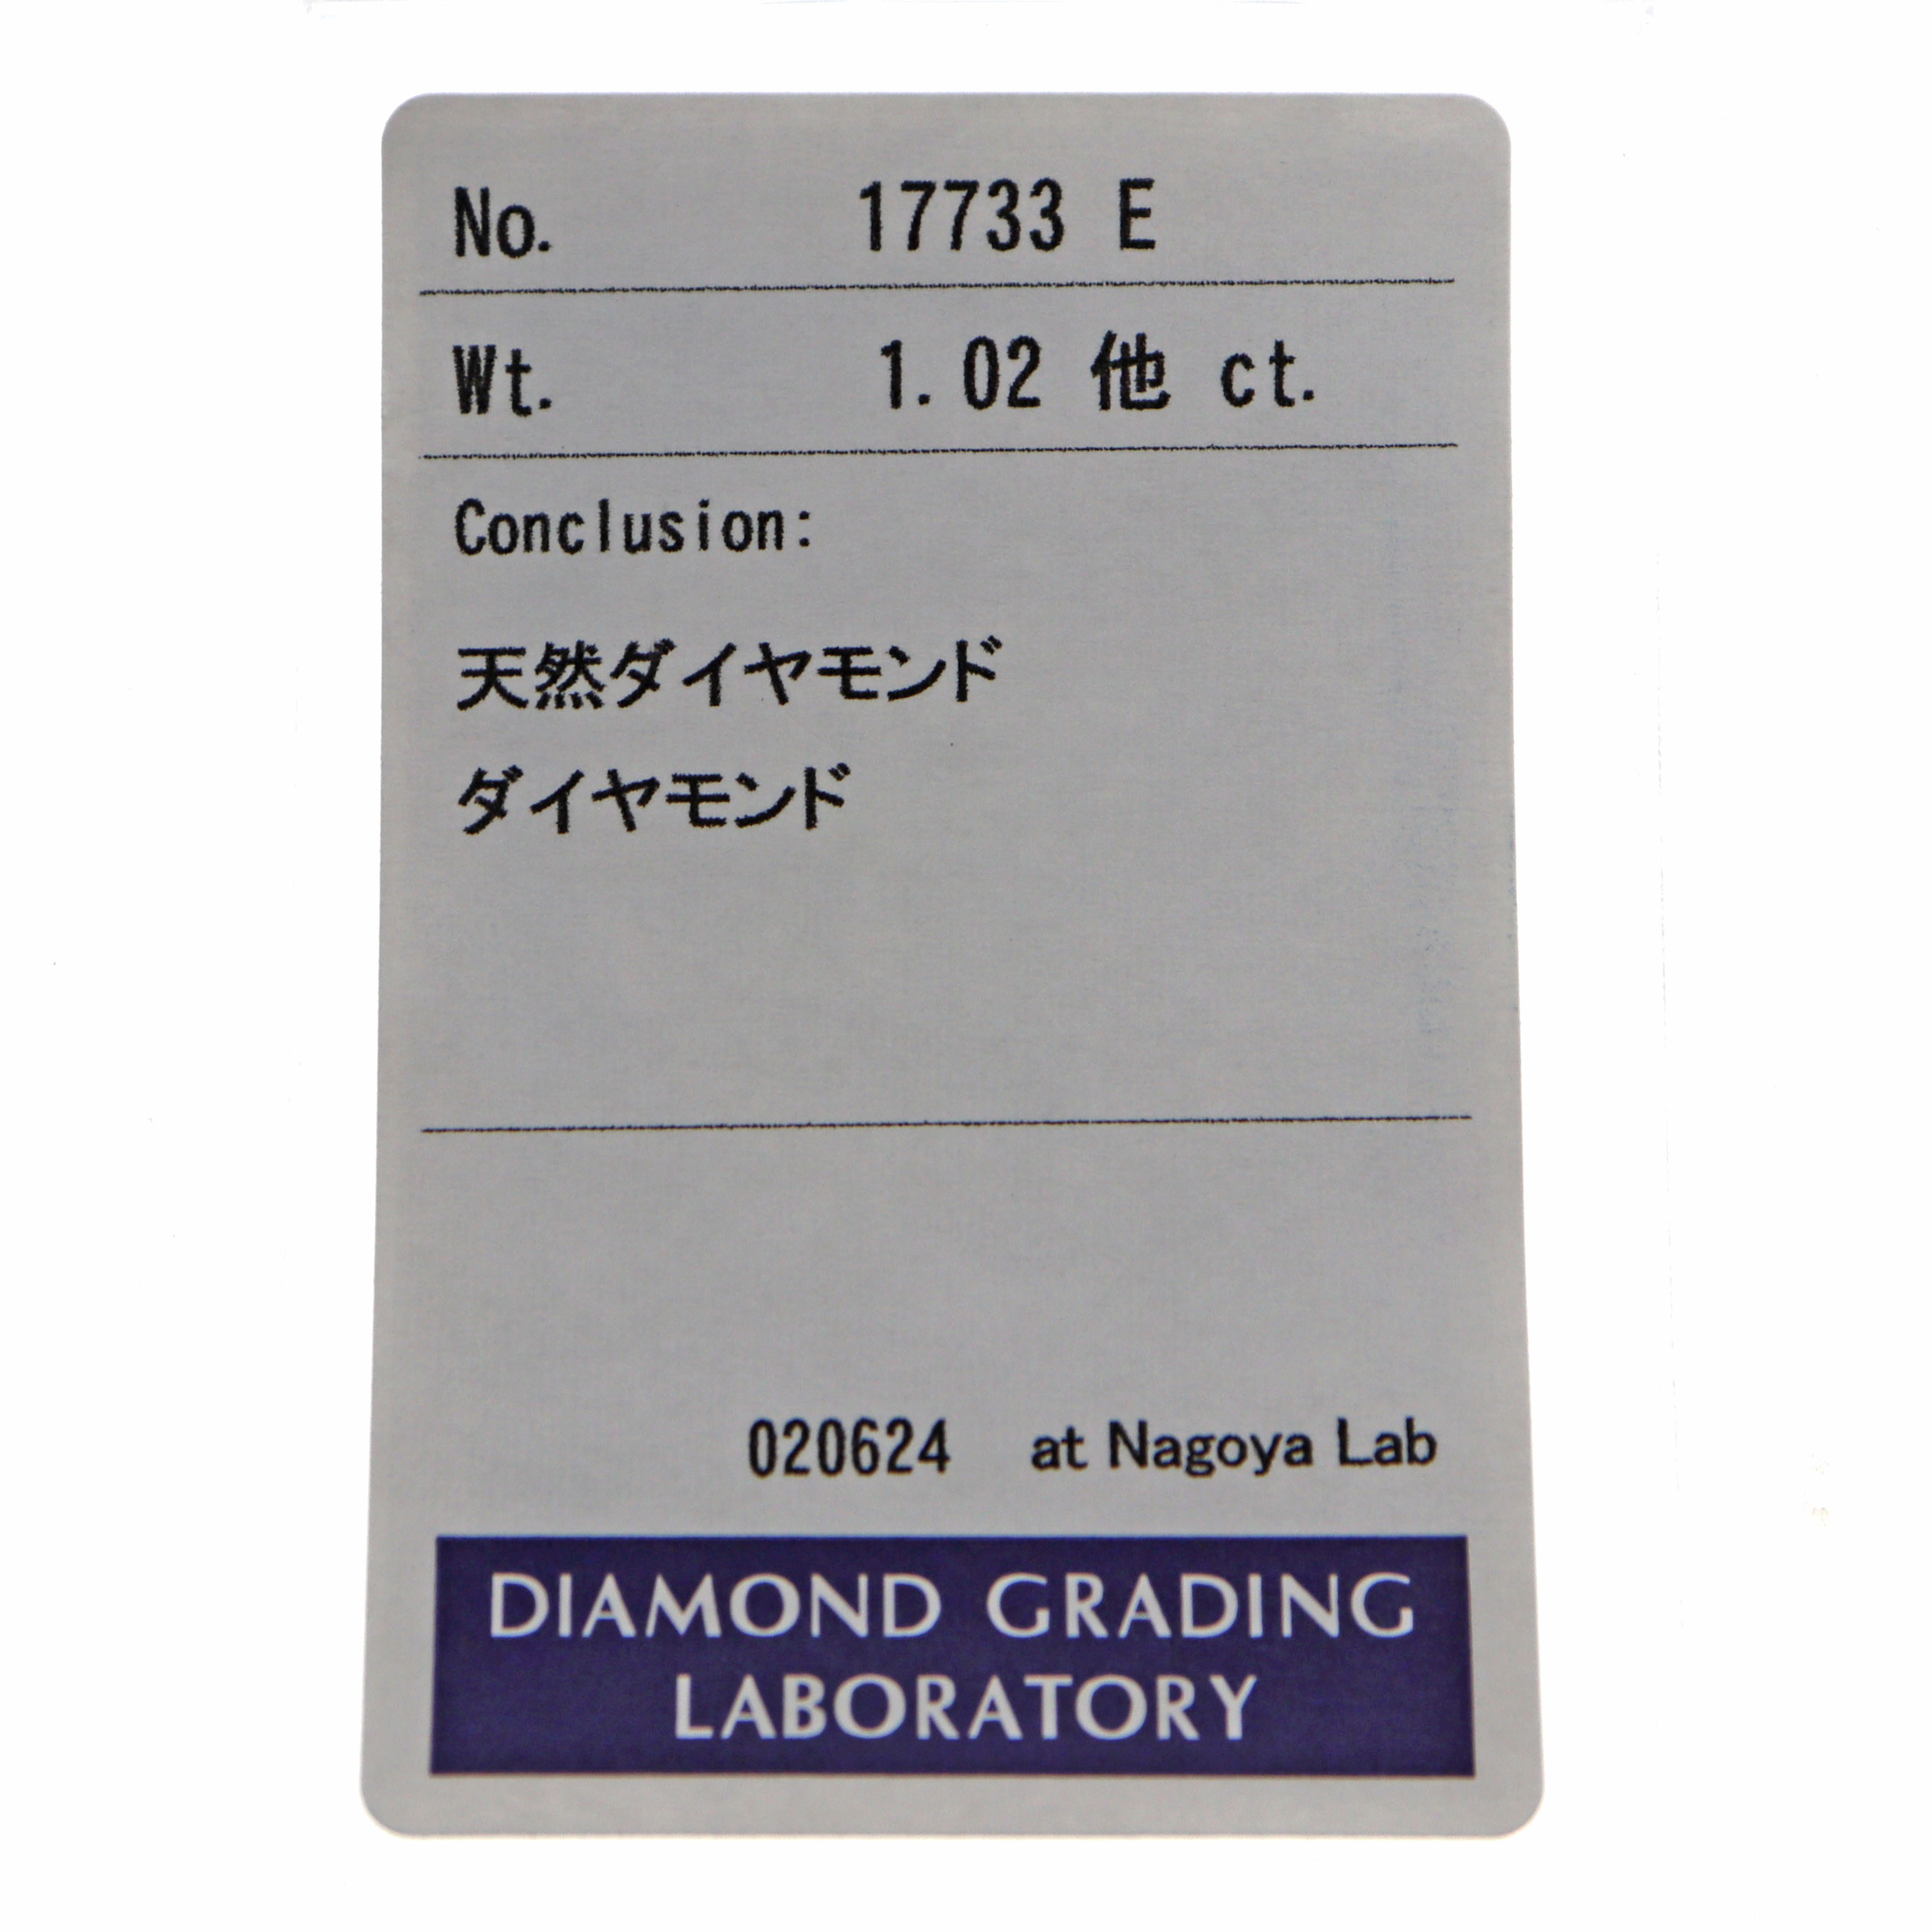 No. 17733 E
Wt. 1.02 他 ct.
Conclusion:
天然ダイヤモンド
ダイヤモンド
020624 at Nagoya Lab
DIAMOND GRADING
LABORATORY